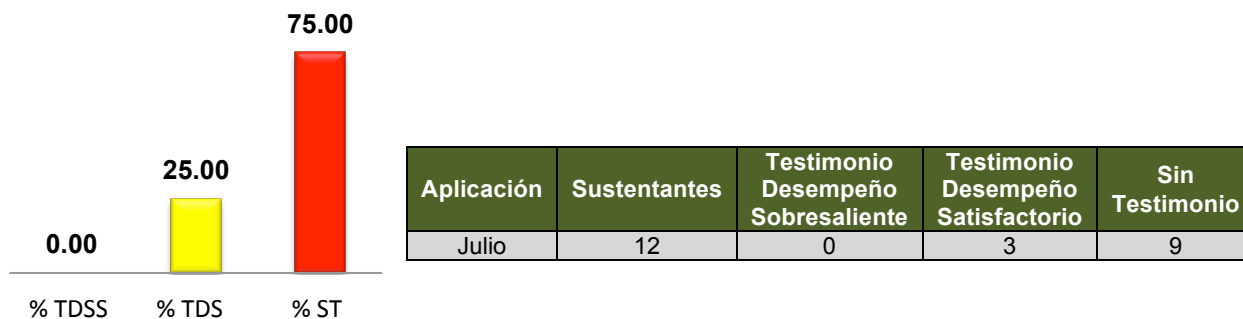 75.00
25.00
0.00
% TDSS % TDS % ST
Aplicación Sustentantes Testimonio Desempeño Sobresaliente Testimonio Desempeño Satisfactorio Sin Testimonio
Julio 12 0 3 9